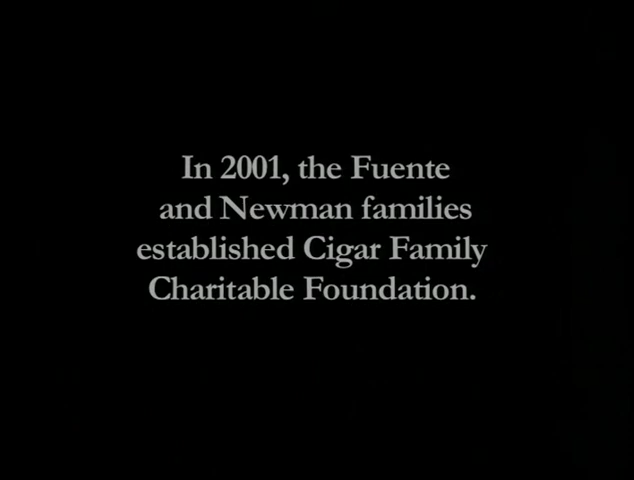 In 2001, the Fuente
and Newman families
established Cigar Family
Charitable Foundation.